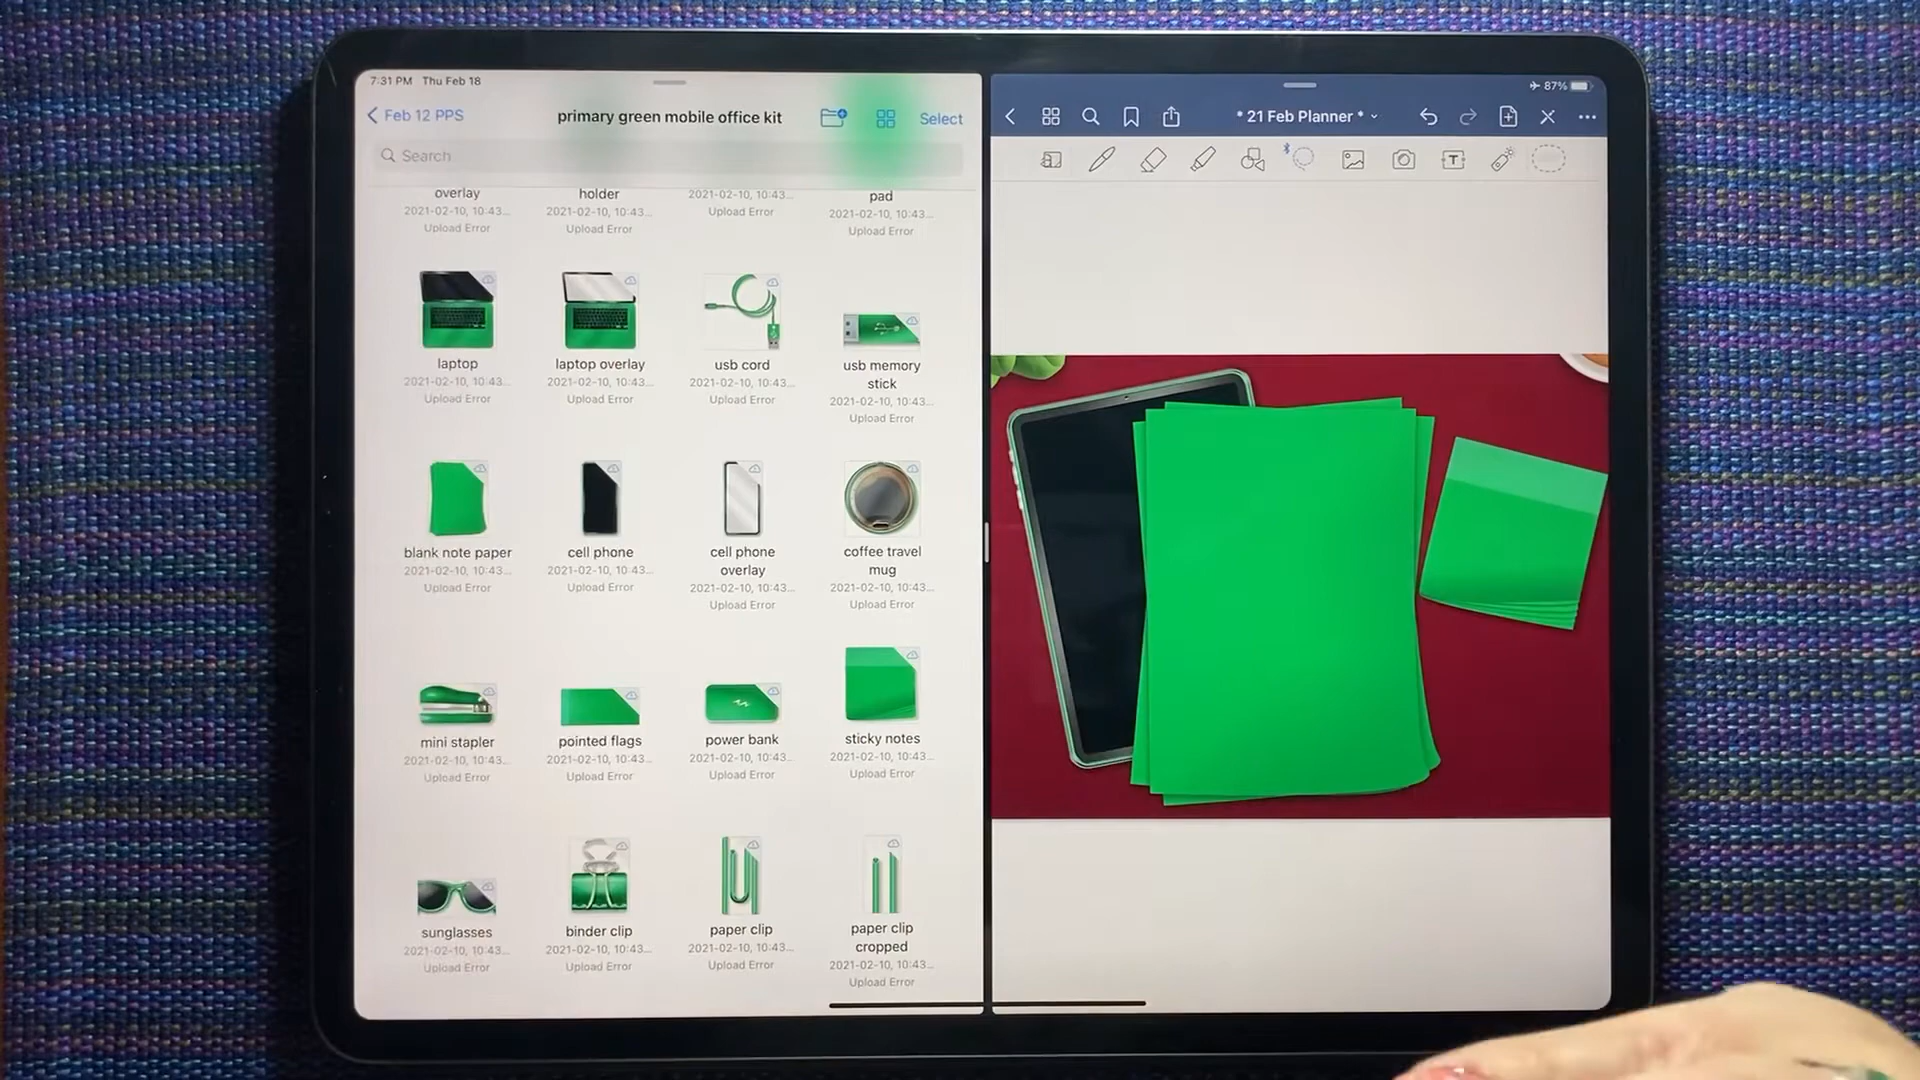 7:31 PM Thu Feb 18
Feb 12 PPS
primary green mobile office kit
Select
Search
overlay
holder
pad
2021-02-10, 10:43...
2021-02-10, 10:43...
2021-02-10, 10:43...
2021-02-10, 10:43...
Upload Error
Upload Error
Upload Error
Upload Error
laptop
laptop overlay
usb cord
usb memory
stick
2021-02-10, 10:43...
2021-02-10, 10:43...
2021-02-10, 10:43...
2021-02-10, 10:43...
Upload Error
Upload Error
Upload Error
Upload Error
blank note paper
cell phone
cell phone
overlay
coffee travel
mug
2021-02-10, 10:43...
2021-02-10, 10:43...
2021-02-10, 10:43...
2021-02-10, 10:43...
Upload Error
Upload Error
Upload Error
Upload Error
mini stapler
pointed flags
power bank
sticky notes
2021-02-10, 10:43...
2021-02-10, 10:43...
2021-02-10, 10:43...
2021-02-10, 10:43...
Upload Error
Upload Error
Upload Error
Upload Error
sunglasses
binder clip
paper clip
paper clip
cropped
2021-02-10, 10:43...
2021-02-10, 10:43...
2021-02-10, 10:43...
2021-02-10, 10:43...
Upload Error
Upload Error
Upload Error
Upload Error
87%
* 21 Feb Planner *
T